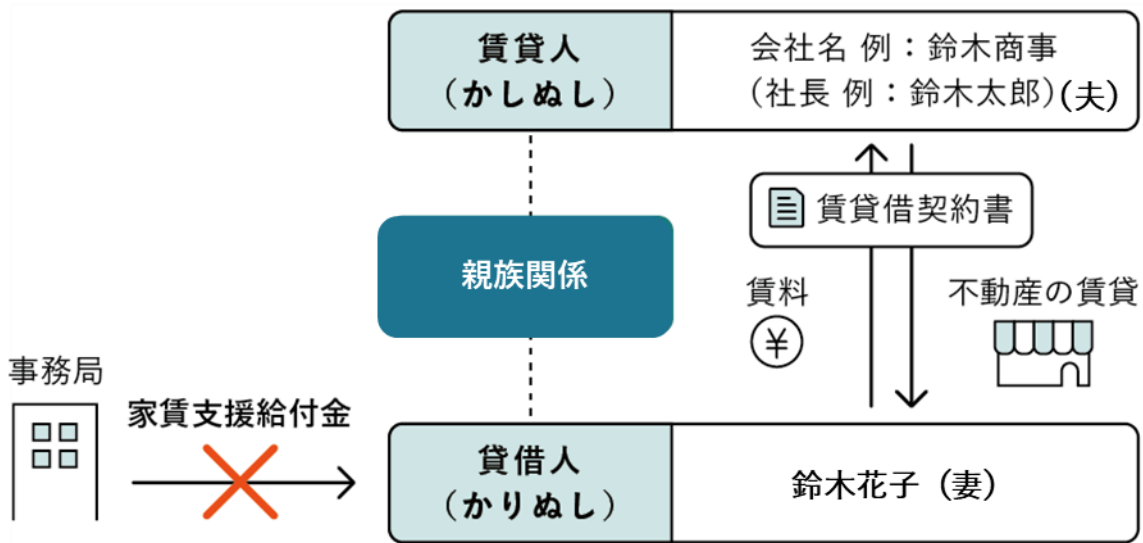 賃貸人
(かしぬし)
会社名 例：鈴木商事
(社長 例：鈴木太郎)(夫)
賃貸借契約書
親族関係
賃料
¥
不動産の賃貸
事務局
家賃支援給付金
貸借人
(かりぬし)
鈴木花子（妻）